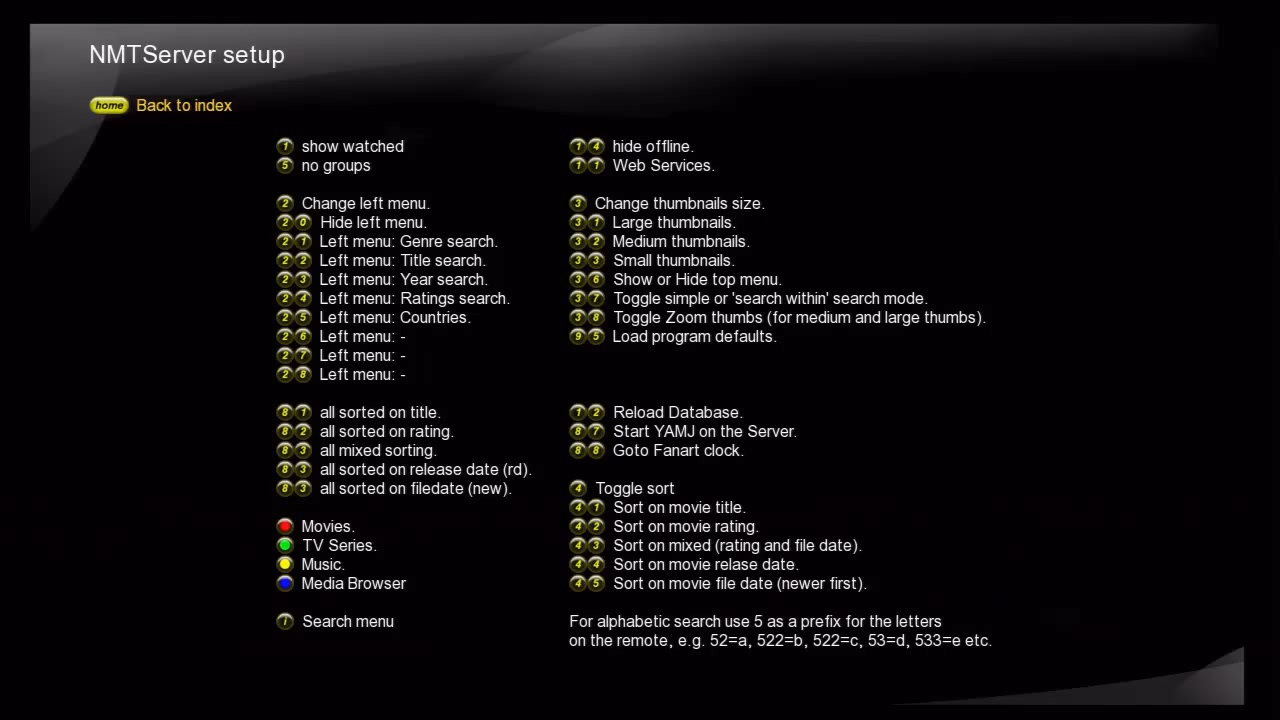 NMTServer setup
home Back to index
1 show watched
5 no groups
2 Change left menu.
2 0 Hide left menu.
2 1 Left menu: Genre search.
2 2 Left menu: Title search.
2 3 Left menu: Year search.
2 4 Left menu: Ratings search.
2 5 Left menu: Countries.
2 6 Left menu: -
2 7 Left menu: -
2 8 Left menu: -
8 1 all sorted on title.
8 2 all sorted on rating.
8 3 all mixed sorting.
8 3 all sorted on release date (rd).
8 3 all sorted on filedate (new).
Movies.
TV Series.
Music.
Media Browser
i Search menu
1 4 hide offline.
1 1 Web Services.
3 Change thumbnails size.
3 1 Large thumbnails.
3 2 Medium thumbnails.
3 3 Small thumbnails.
3 6 Show or Hide top menu.
3 7 Toggle simple or 'search within' search mode.
3 8 Toggle Zoom thumbs (for medium and large thumbs).
9 5 Load program defaults.
1 2 Reload Database.
8 7 Start YAMJ on the Server.
8 8 Goto Fanart clock.
4 Toggle sort
4 1 Sort on movie title.
4 2 Sort on movie rating.
4 3 Sort on mixed (rating and file date).
4 4 Sort on movie relase date.
4 5 Sort on movie file date (newer first).
For alphabetic search use 5 as a prefix for the letters
on the remote, e.g. 52=a, 522=b, 522=c, 53=d, 533=e etc.